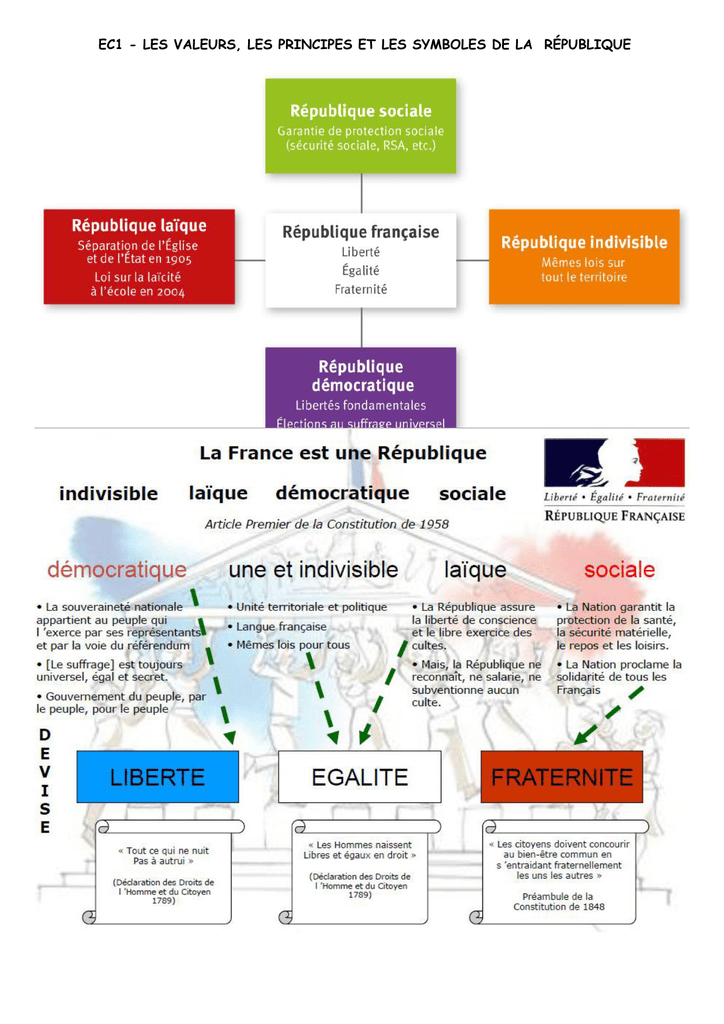 EC1 - LES VALEURS, LES PRINCIPES ET LES SYMBOLES DE LA RÉPUBLIQUE
République sociale
Garantie de protection sociale
(sécurité sociale, RSA, etc.)
République laïque
Séparation de l'Église
et de l'État en 1905
Loi sur la laïcité
à l'école en 2004
République française
Liberté
Égalité
Fraternité
République indivisible
Mêmes lois sur
tout le territoire
République
démocratique
Libertés fondamentales
Élections au suffrage universel
La France est une République
indivisible laïque démocratique sociale
Article Premier de la Constitution de 1958
Liberté • Égalité • Fraternité
RÉPUBLIQUE FRANÇAISE
démocratique
• La souveraineté nationale
appartient au peuple qui
l 'exerce par ses représentants
et par la voie du référendum
• [Le suffrage] est toujours
universel, égal et secret.
• Gouvernement du peuple, par
le peuple, pour le peuple
une et indivisible
• Unité territoriale et politique
• Langue française
• Mêmes lois pour tous
laïque
• La République assure
la liberté de conscience
et le libre exercice des
cultes.
• Mais, la République ne
reconnaît, ne salarie, ne
subventionne aucun
culte.
sociale
• La Nation garantit la
protection de la santé,
la sécurité matérielle,
le repos et les loisirs.
• La Nation proclame la
solidarité de tous les
Français
DEVISE
LIBERTE
EGALITE
FRATERNITE
« Tout ce qui ne nuit
Pas à autrui »
(Déclaration des Droits de
l 'Homme et du Citoyen
1789)
« Les Hommes naissent
Libres et égaux en droit »
(Déclaration des Droits de
l 'Homme et du Citoyen
1789)
« Les citoyens doivent concourir
au bien-être commun en
s 'entraidant fraternellement
les uns les autres »
Préambule de la
Constitution de 1848